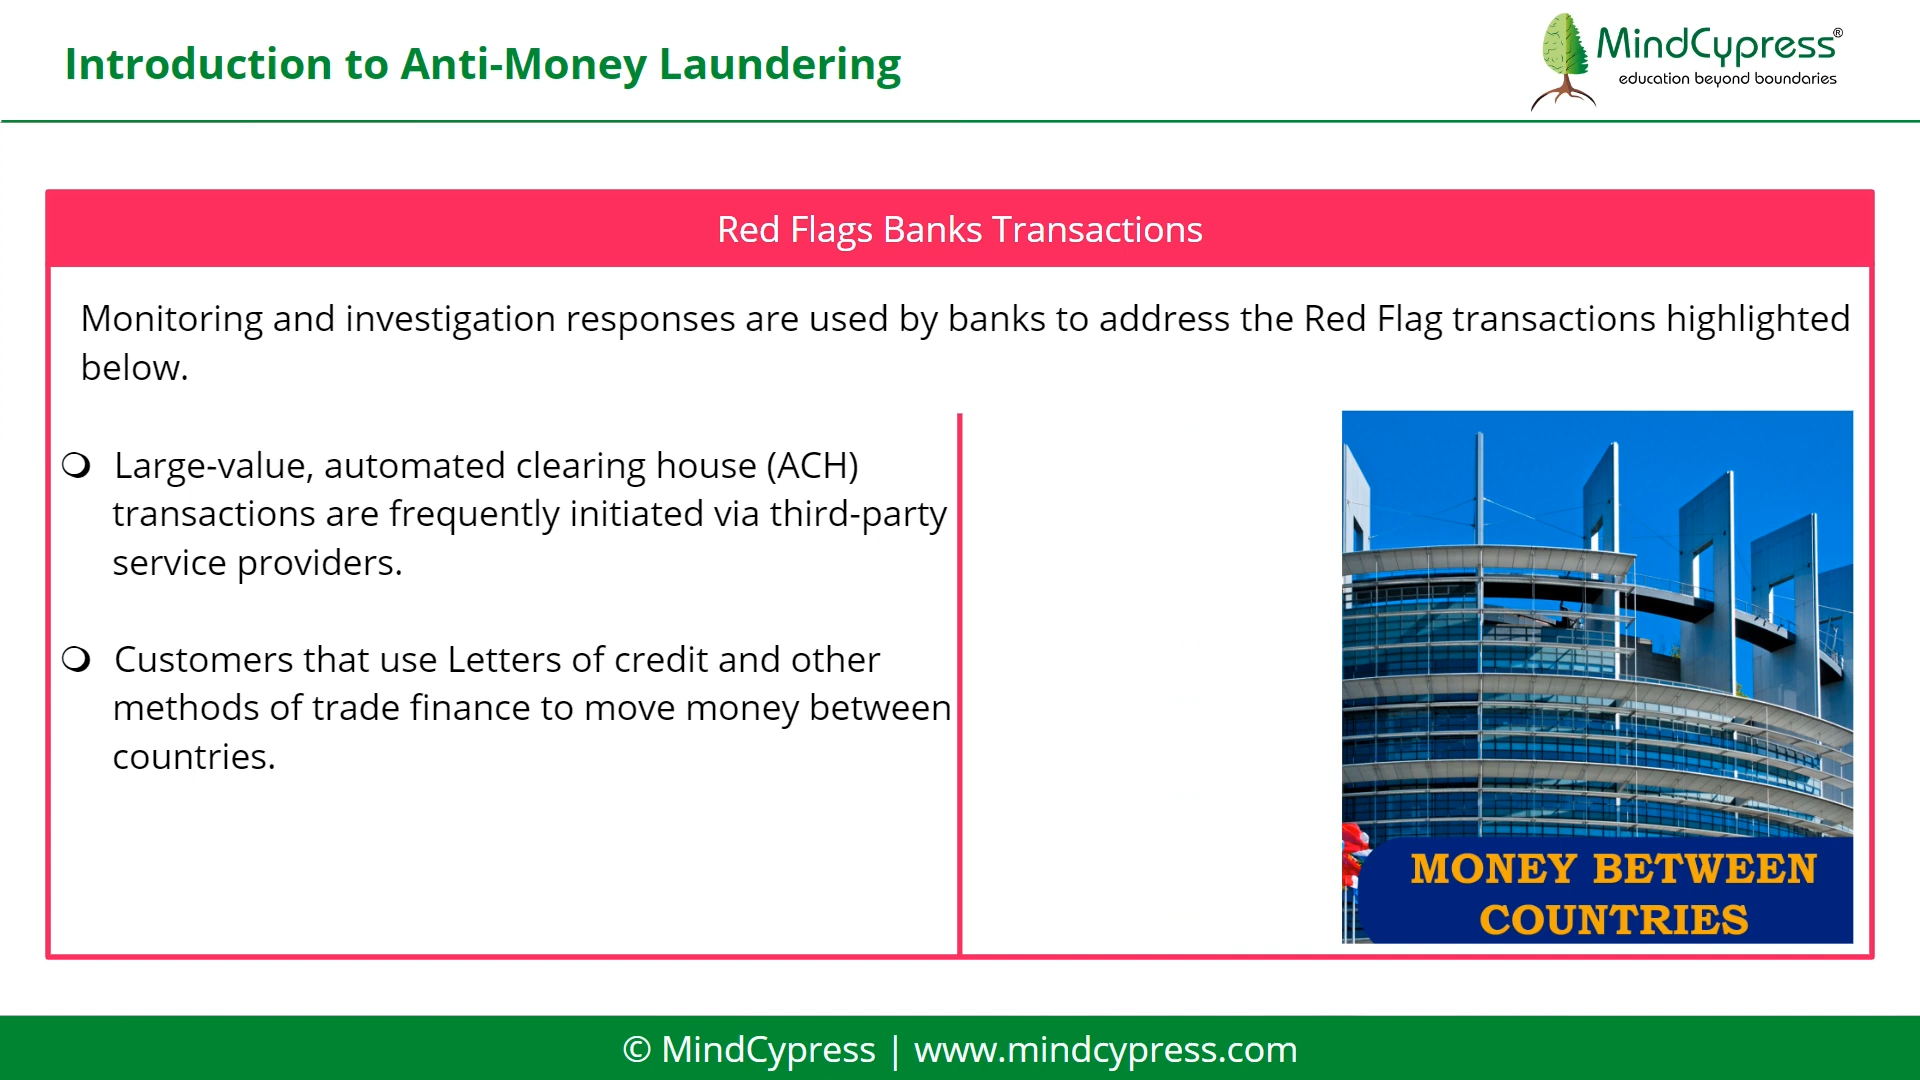 Introduction to Anti-Money Laundering
MindCypress®
education beyond boundaries
Red Flags Banks Transactions
Monitoring and investigation responses are used by banks to address the Red Flag transactions highlighted
below.
Large-value, automated clearing house (ACH)
transactions are frequently initiated via third-party
service providers.
Customers that use Letters of credit and other
methods of trade finance to move money between
countries.
MONEY BETWEEN
COUNTRIES
© MindCypress | www.mindcypress.com